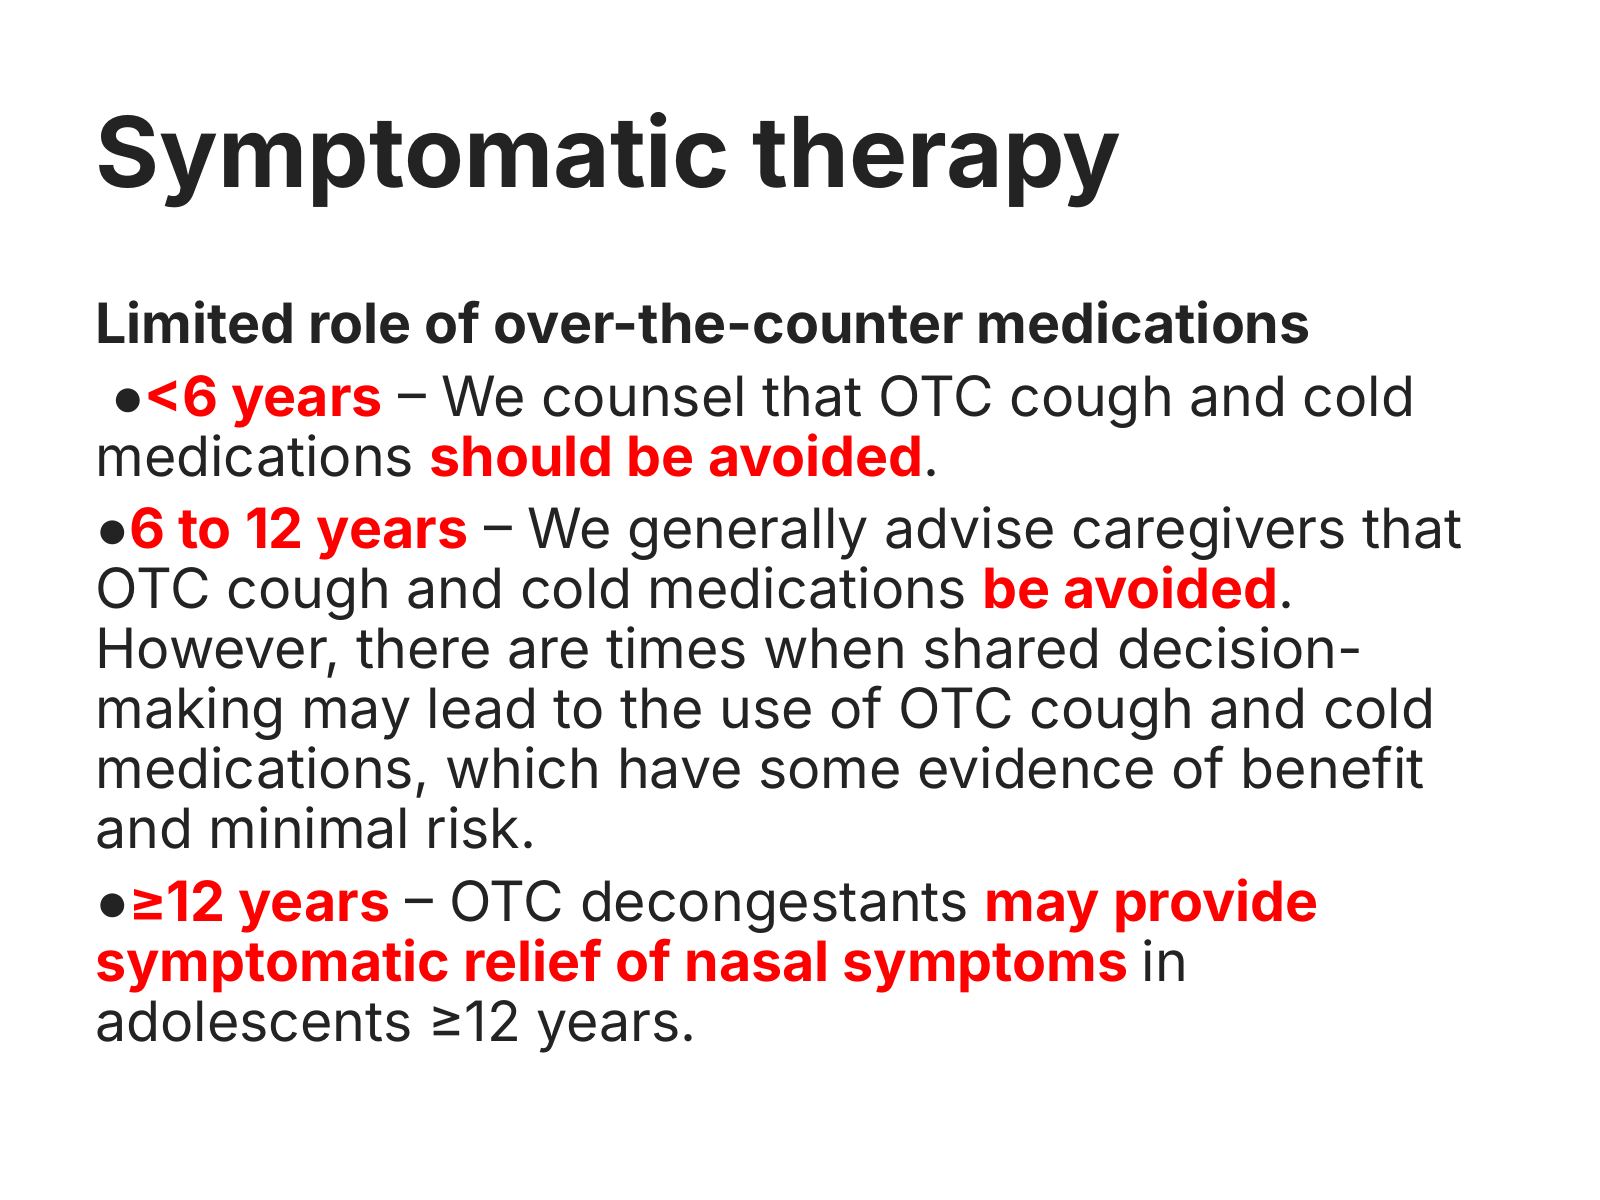 Symptomatic therapy
Limited role of over-the-counter medications
●<6 years – We counsel that OTC cough and cold
medications should be avoided.
●6 to 12 years – We generally advise caregivers that
OTC cough and cold medications be avoided.
However, there are times when shared decision-
making may lead to the use of OTC cough and cold
medications, which have some evidence of benefit
and minimal risk.
●≥12 years – OTC decongestants may provide
symptomatic relief of nasal symptoms in
adolescents ≥12 years.